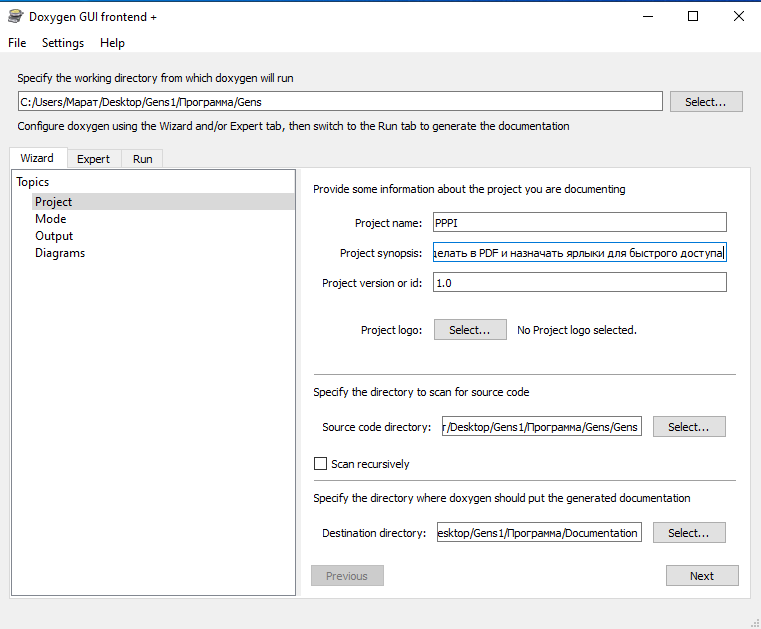 Doxygen GUI frontend +
File Settings Help
Specify the working directory from which doxygen will run
C:/Users/Марат/Desktop/Gens1/Программа/Gens Select...
Configure doxygen using the Wizard and/or Expert tab, then switch to the Run tab to generate the documentation
Wizard Expert Run
Topics
Project
Mode
Output
Diagrams
Provide some information about the project you are documenting
Project name: PPPI
Project synopsis: делать в PDF и назначать ярлыки для быстрого доступа
Project version or id: 1.0
Project logo: Select... No Project logo selected.
Specify the directory to scan for source code
Source code directory: r/Desktop/Gens1/Программа/Gens/Gens Select...
Scan recursively
Specify the directory where doxygen should put the generated documentation
Destination directory: esktop/Gens1/Программа/Documentation Select...
Previous Next